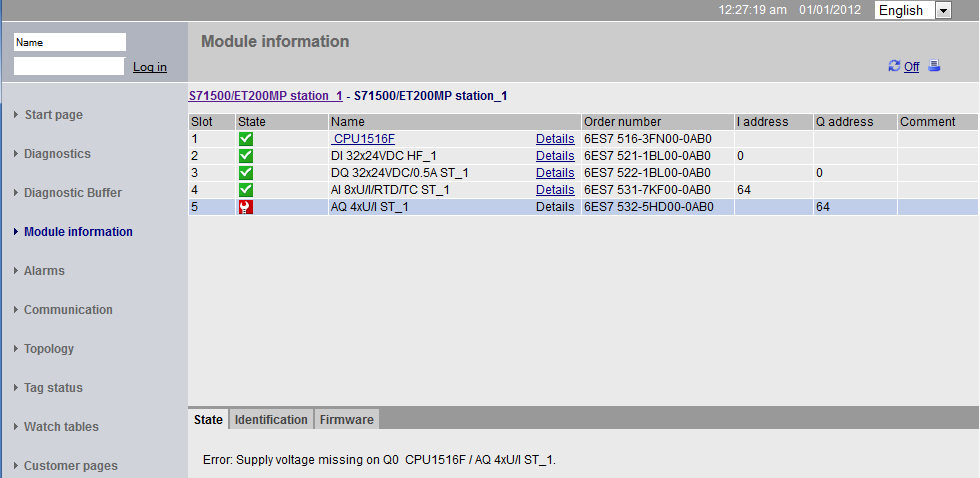 12:27:19 am 01/01/2012 English
Name
Log in
Module information
Off
Start page
Diagnostics
Diagnostic Buffer
Module information
Alarms
Communication
Topology
Tag status
Watch tables
Customer pages
S71500/ET200MP station_1 - S71500/ET200MP station_1
Slot State Name Order number I address Q address Comment
1 CPU1516F Details 6ES7 516-3FN00-0AB0
2 DI 32x24VDC HF_1 Details 6ES7 521-1BL00-0AB0 0
3 DQ 32x24VDC/0.5A ST_1 Details 6ES7 522-1BL00-0AB0 0
4 AI 8xU/I/RTD/TC ST_1 Details 6ES7 531-7KF00-0AB0 64
5 AQ 4xU/I ST_1 Details 6ES7 532-5HD00-0AB0 64
State Identification Firmware
Error: Supply voltage missing on Q0 CPU1516F / AQ 4xU/I ST_1.